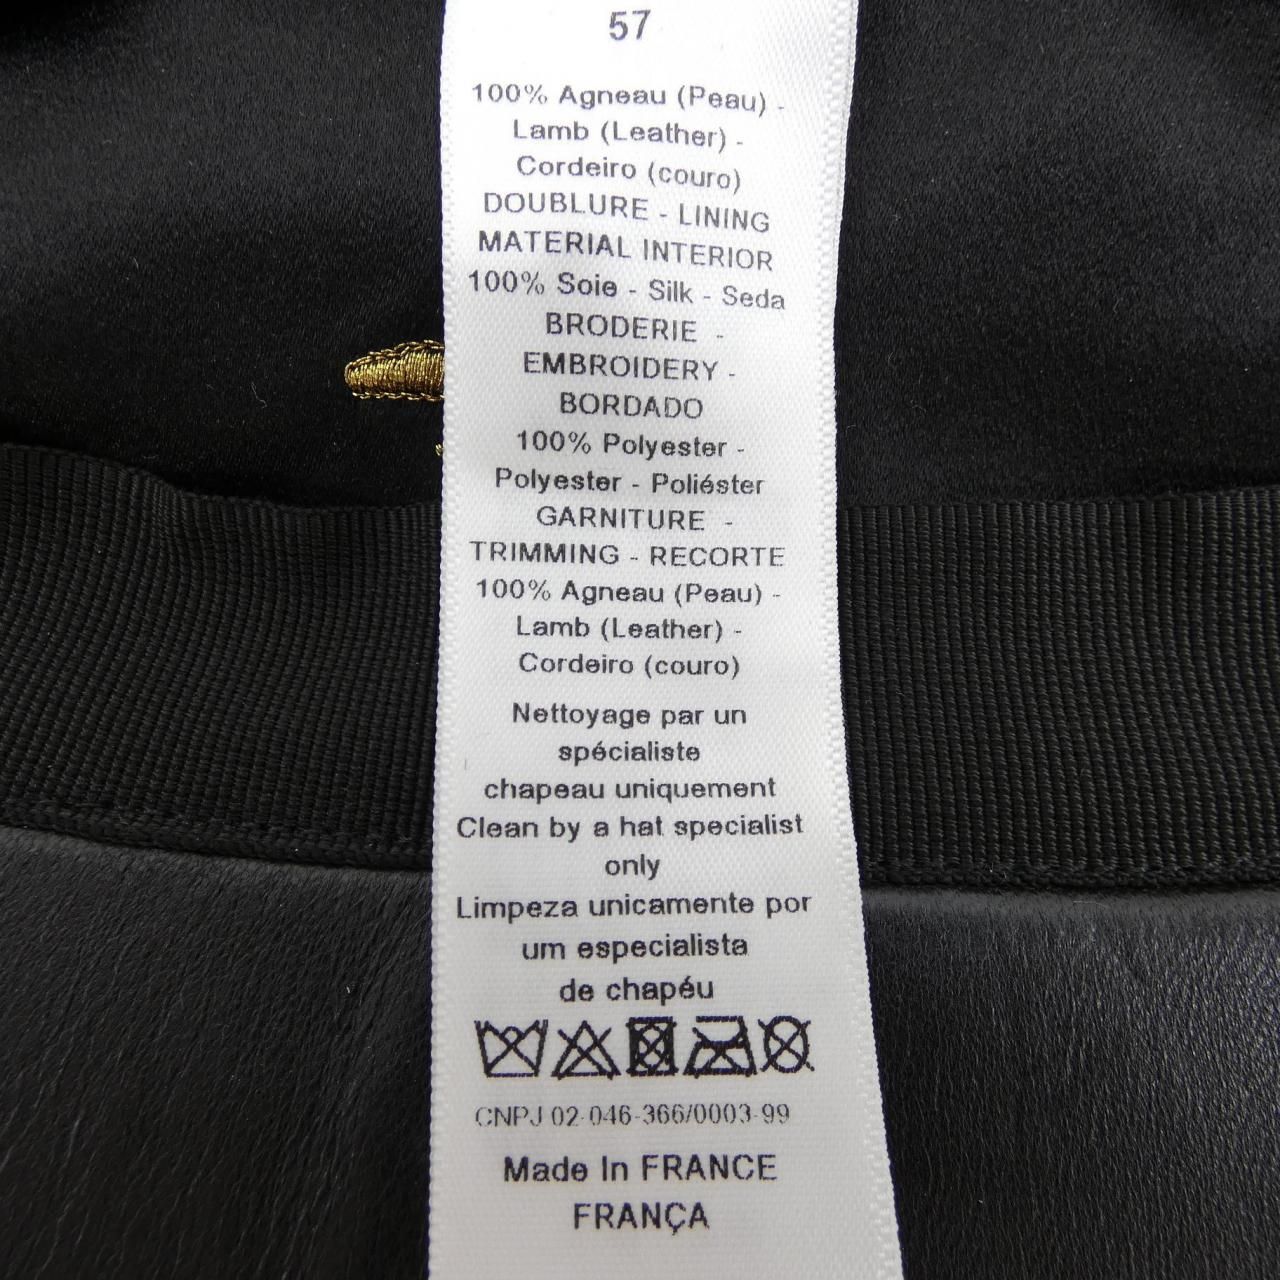 57
100% Agneau (Peau) -
Lamb (Leather) -
Cordeiro (couro)
DOUBLURE - LINING
MATERIAL INTERIOR
100% Soie - Silk - Seda
BRODERIE -
EMBROIDERY -
BORDADO
100% Polyester -
Polyester - Poliéster
GARNITURE -
TRIMMING - RECORTE
100% Agneau (Peau) -
Lamb (Leather) -
Cordeiro (couro)
Nettoyage par un
spécialiste
chapeau uniquement
Clean by a hat specialist
only
Limpeza unicamente por
um especialista
de chapéu
CNPJ 02-046-366/0003-99
Made In FRANCE
FRANÇA